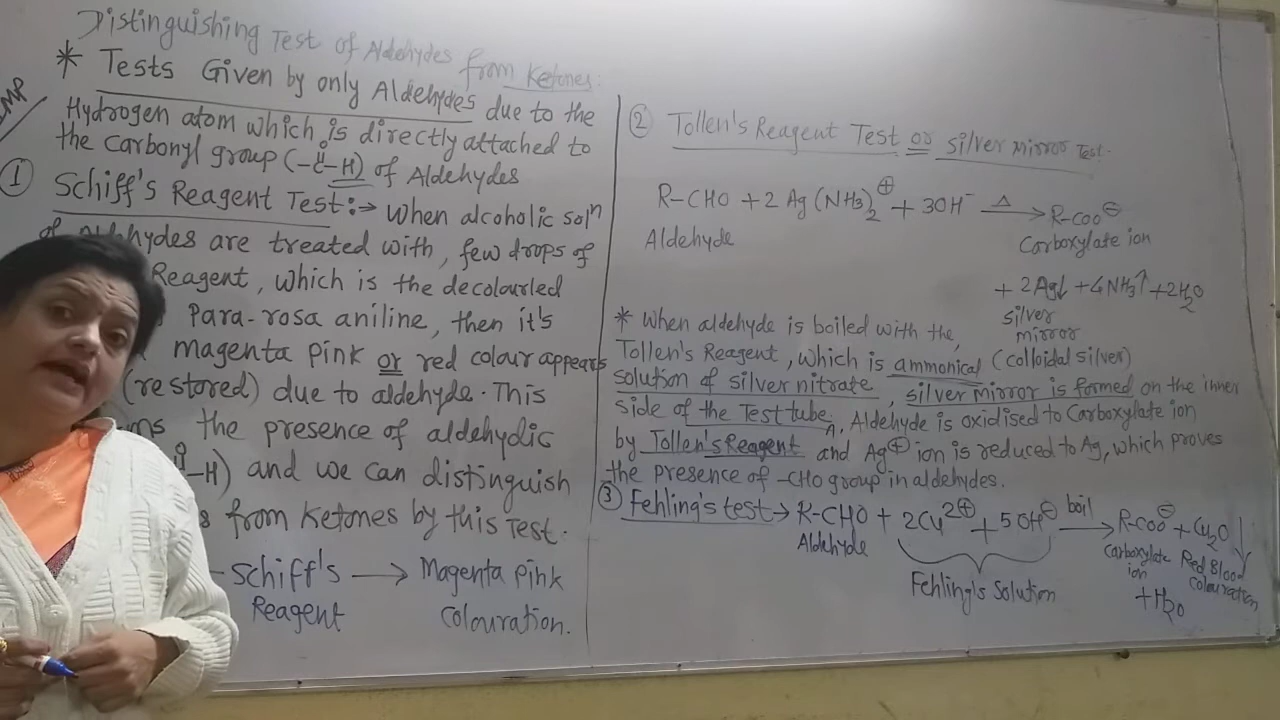 Distinguishing Test of Aldehydes from Ketones:
* Tests Given by only Aldehydes due to the
IMP
Hydrogen atom which is directly attached to
the Carbonyl group (-C-H) of Aldehydes
O
① Schiff's Reagent Test:→ When alcoholic solⁿ
of Aldehydes are treated with, few drops of
Reagent, which is the decolourled
Para-rosa aniline, then it's
magenta pink or red colour appears
(restored) due to aldehyde. This
the presence of aldehydic
O
-H) and we can distinguish
from Ketones by this Test.
- Schiff's → Magenta pink
Reagent colouration.
② Tollen's Reagent Test or silver mirror Test.
R-CHO + 2 Ag(NH₃)₂⊕ + 3OH⁻ △→ R-COO⊖
Aldehyde Carboxylate ion
+ 2Ag↓ + 4NH₃↑ + 2H₂O
silver
mirror
* When aldehyde is boiled with the,
Tollen's Reagent, which is ammonical (colloidal silver)
solution of silver nitrate, silver mirror is formed on the inner
side of the Test tube. Aldehyde is oxidised to Carboxylate ion
by Tollen's Reagent and Ag⊕ ion is reduced to Ag, which proves
the presence of -CHO group in aldehydes.
③ Fehling's test → R-CHO + 2Cu²⊕ + 5OH⊖ boil→ R-COO⊖ + Cu₂O↓
Aldehyde Carboxylate ion Red Blood colouration
Fehling's Solution + H₂O